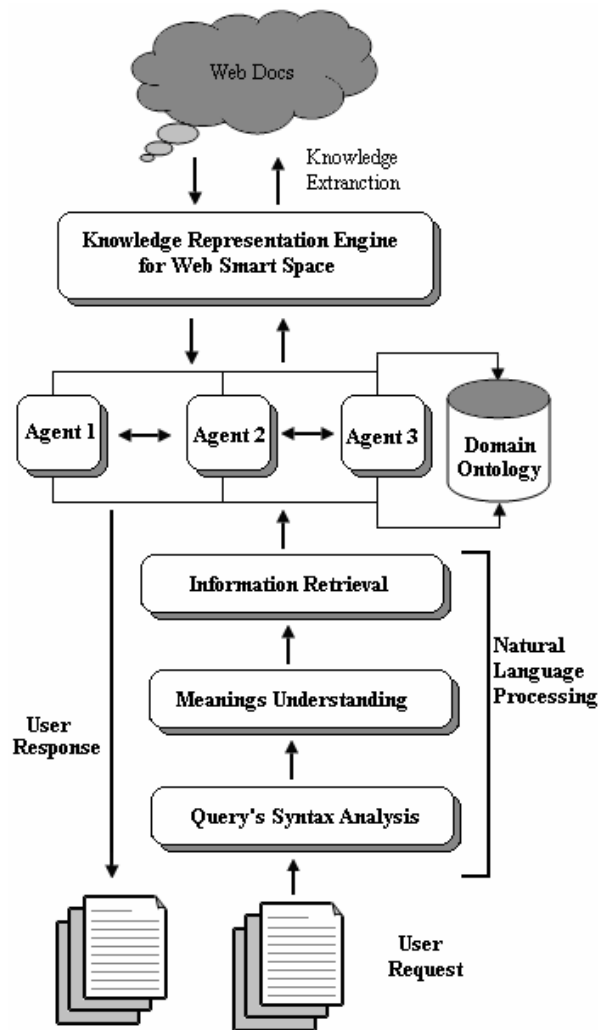 Web Docs
Knowledge
Extranction
Knowledge Representation Engine
for Web Smart Space
Agent 1
Agent 2
Agent 3
Domain
Ontology
Information Retrieval
Natural
Language
Processing
Meanings Understanding
User
Response
Query's Syntax Analysis
User
Request